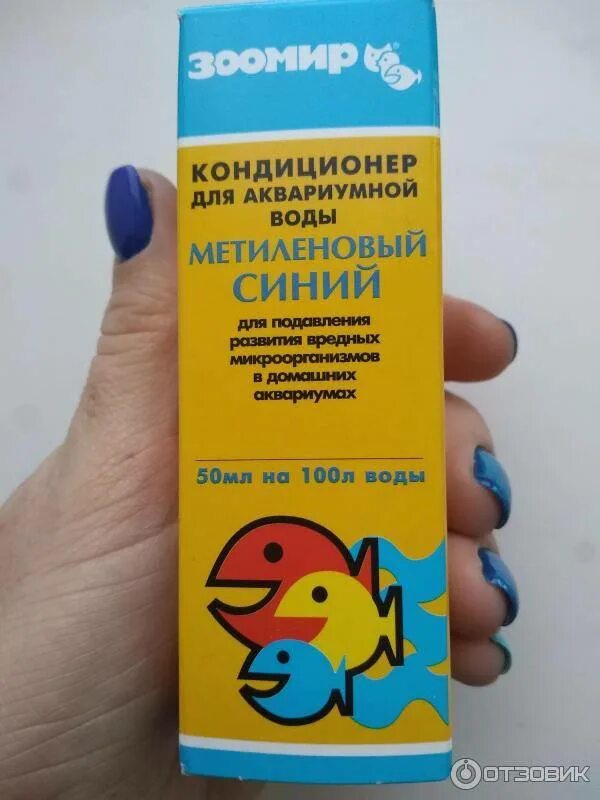 ЗООМИР
КОНДИЦИОНЕР
ДЛЯ АКВАРИУМНОЙ
ВОДЫ
МЕТИЛЕНОВЫЙ
СИНИЙ
для подавления
развития вредных
микроорганизмов
в домашних
аквариумах
50мл на 100л воды
ОТЗОВИК